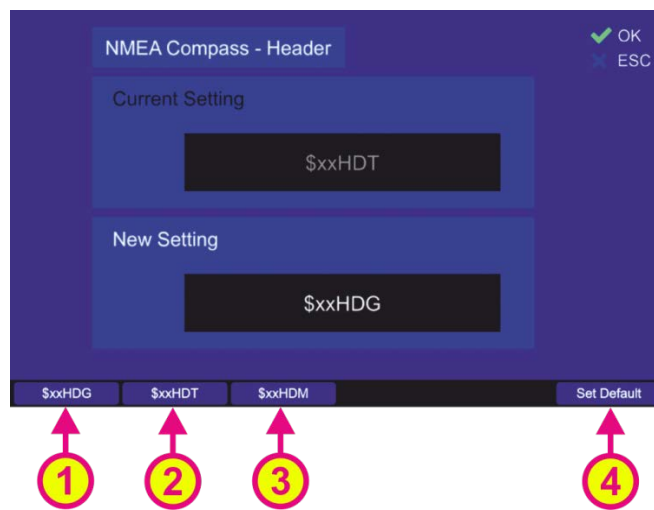 NMEA Compass - Header
OK
ESC
Current Setting
$xxHDT
New Setting
$xxHDG
$xxHDG $xxHDT $xxHDM Set Default
1 2 3 4